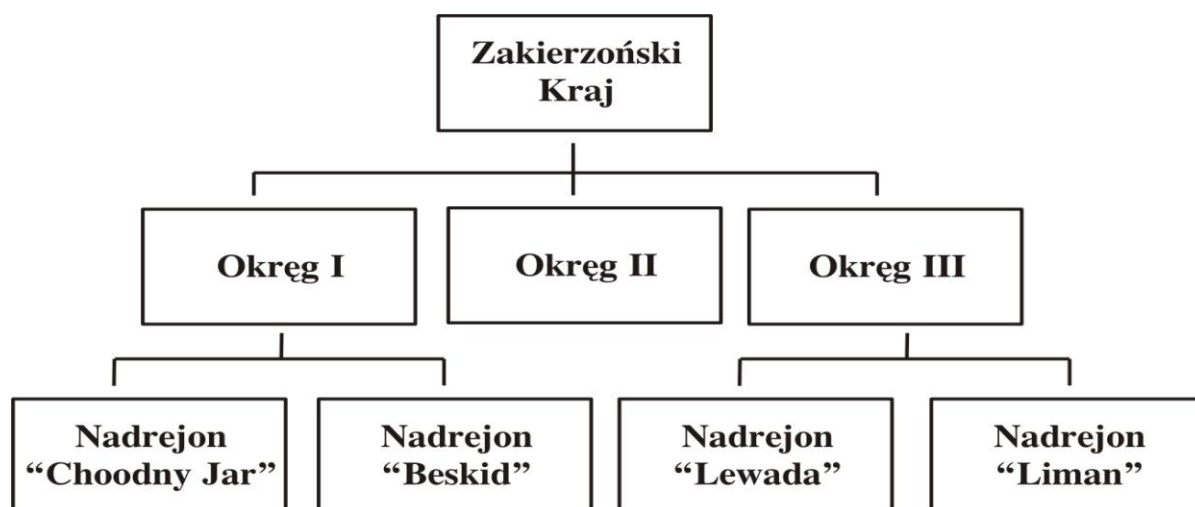 Zakierzoński
Kraj
Okręg I
Okręg II
Okręg III
Nadrejon
“Choodny Jar”
Nadrejon
“Beskid”
Nadrejon
“Lewada”
Nadrejon
“Liman”